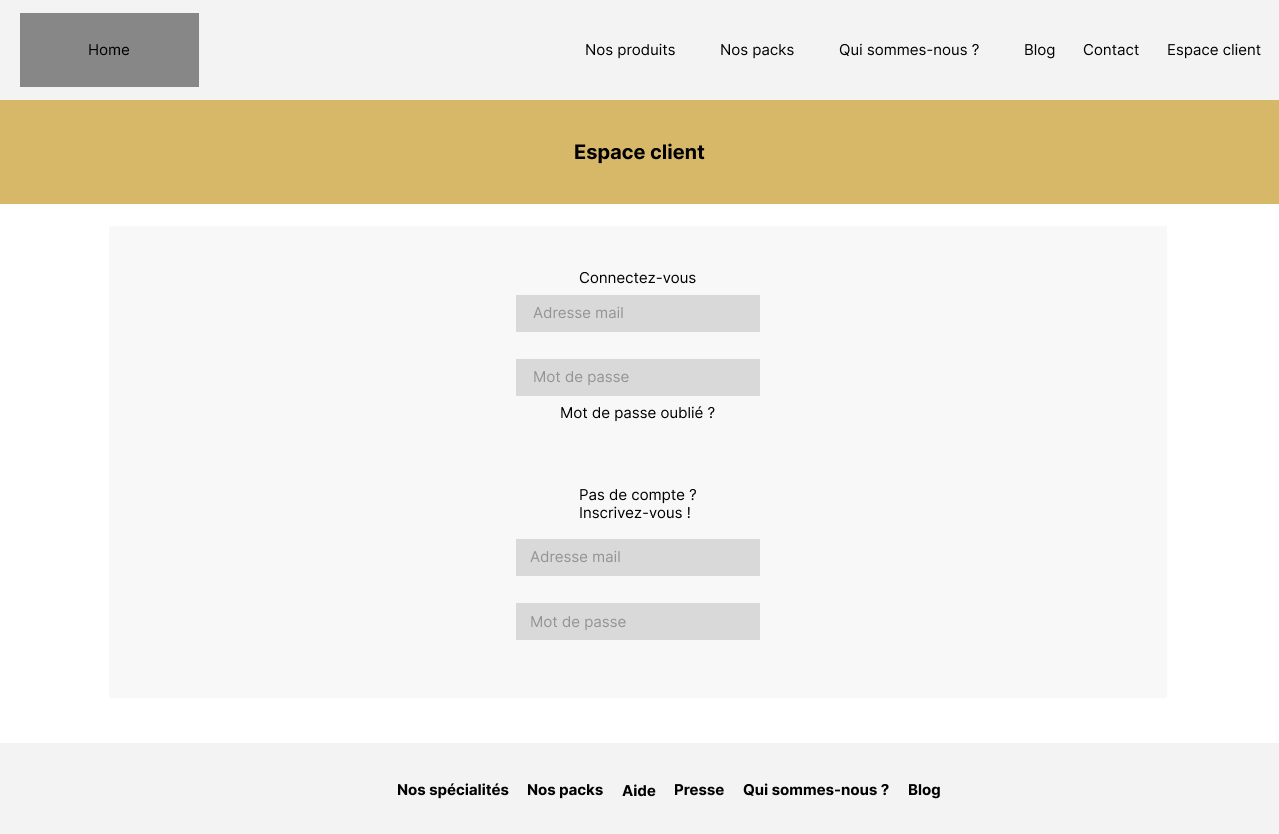 Home
Nos produits
Nos packs
Qui sommes-nous ?
Blog
Contact
Espace client
Espace client
Connectez-vous
Adresse mail
Mot de passe
Mot de passe oublié ?
Pas de compte ?
Inscrivez-vous !
Adresse mail
Mot de passe
Nos spécialités
Nos packs
Aide
Presse
Qui sommes-nous ?
Blog